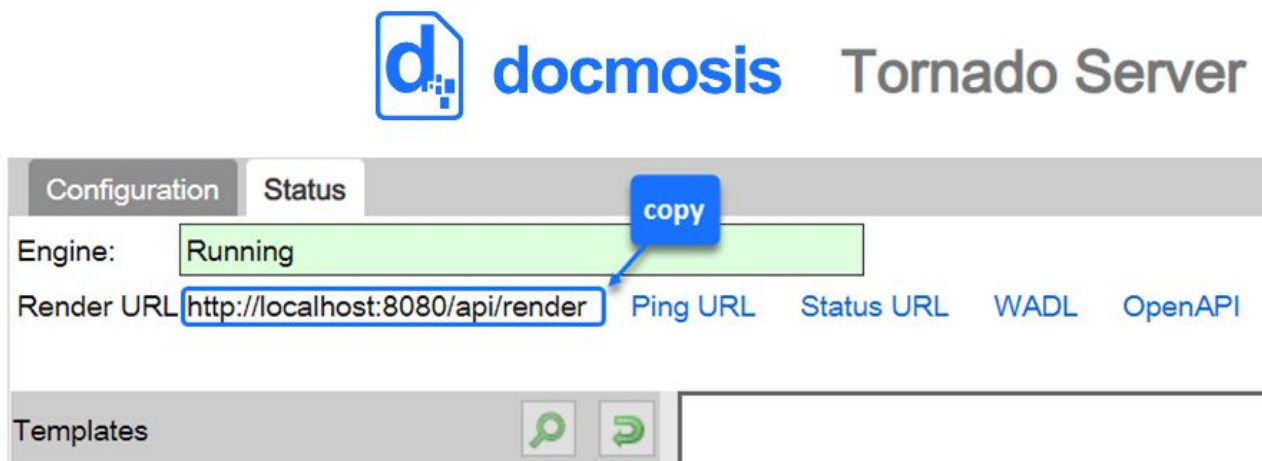 d. docmosis Tornado Server
Configuration Status
copy
Engine: Running
Render URL http://localhost:8080/api/render Ping URL Status URL WADL OpenAPI
Templates